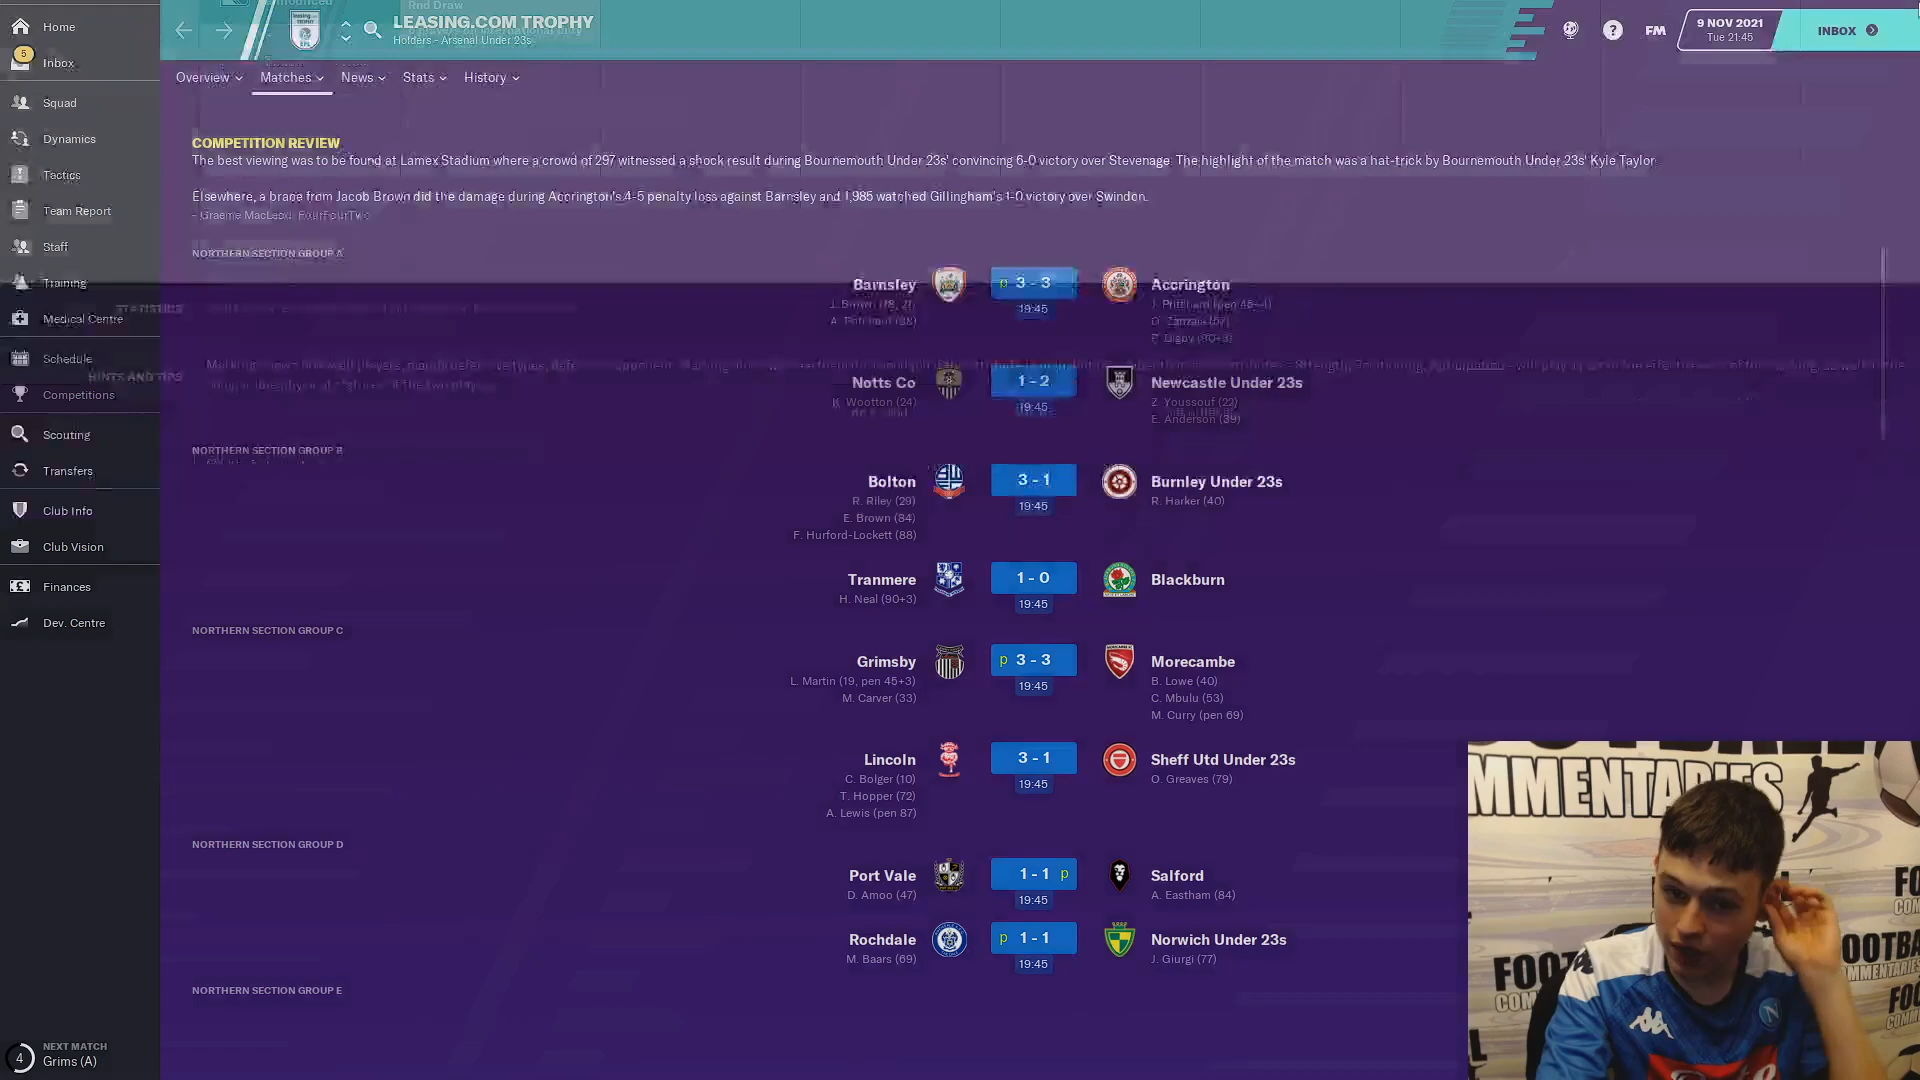 Rnd Draw
LEASING.COM TROPHY
Holders - Arsenal Under 23s
9 NOV 2021
Tue 21:45
INBOX
FM
Home
5
Inbox
Squad
Dynamics
Tactics
Team Report
Staff
Training
Medical Centre
Schedule
Competitions
Scouting
Transfers
Club Info
Club Vision
Finances
Dev. Centre
4
NEXT MATCH
Grims (A)
Overview
Matches
News
Stats
History
COMPETITION REVIEW
The best viewing was to be found at Lamex Stadium where a crowd of 297 witnessed a shock result during Bournemouth Under 23s' convincing 6-0 victory over Stevenage. The highlight of the match was a hat-trick by Bournemouth Under 23s' Kyle Taylor
Elsewhere, a brace from Jacob Brown did the damage during Accrington's 4-5 penalty loss against Barnsley and 1,985 watched Gillingham's 1-0 victory over Swindon.
- Graeme MacLeod, FourFourTwo
NORTHERN SECTION GROUP A
Barnsley p 3 - 3 Accrington
19:45
HINTS AND TIPS
Notts Co 1 - 2 Newcastle Under 23s
K. Wootton (24) 19:45 Z. Youssouf (22)
E. Anderson (39)
NORTHERN SECTION GROUP B
Bolton 3 - 1 Burnley Under 23s
R. Riley (29) 19:45 R. Harker (40)
E. Brown (84)
F. Hurford-Lockett (88)
Tranmere 1 - 0 Blackburn
H. Neal (90+3) 19:45
NORTHERN SECTION GROUP C
Grimsby p 3 - 3 Morecambe
L. Martin (19, pen 45+3) 19:45 B. Lowe (40)
M. Carver (33) C. Mbulu (53)
M. Curry (pen 69)
Lincoln 3 - 1 Sheff Utd Under 23s
C. Bolger (10) 19:45 O. Greaves (79)
T. Hopper (72)
A. Lewis (pen 87)
NORTHERN SECTION GROUP D
Port Vale 1 - 1 p Salford
D. Amoo (47) 19:45 A. Eastham (84)
Rochdale p 1 - 1 Norwich Under 23s
M. Baars (69) 19:45 J. Giurgi (77)
NORTHERN SECTION GROUP E
MMENTARIES